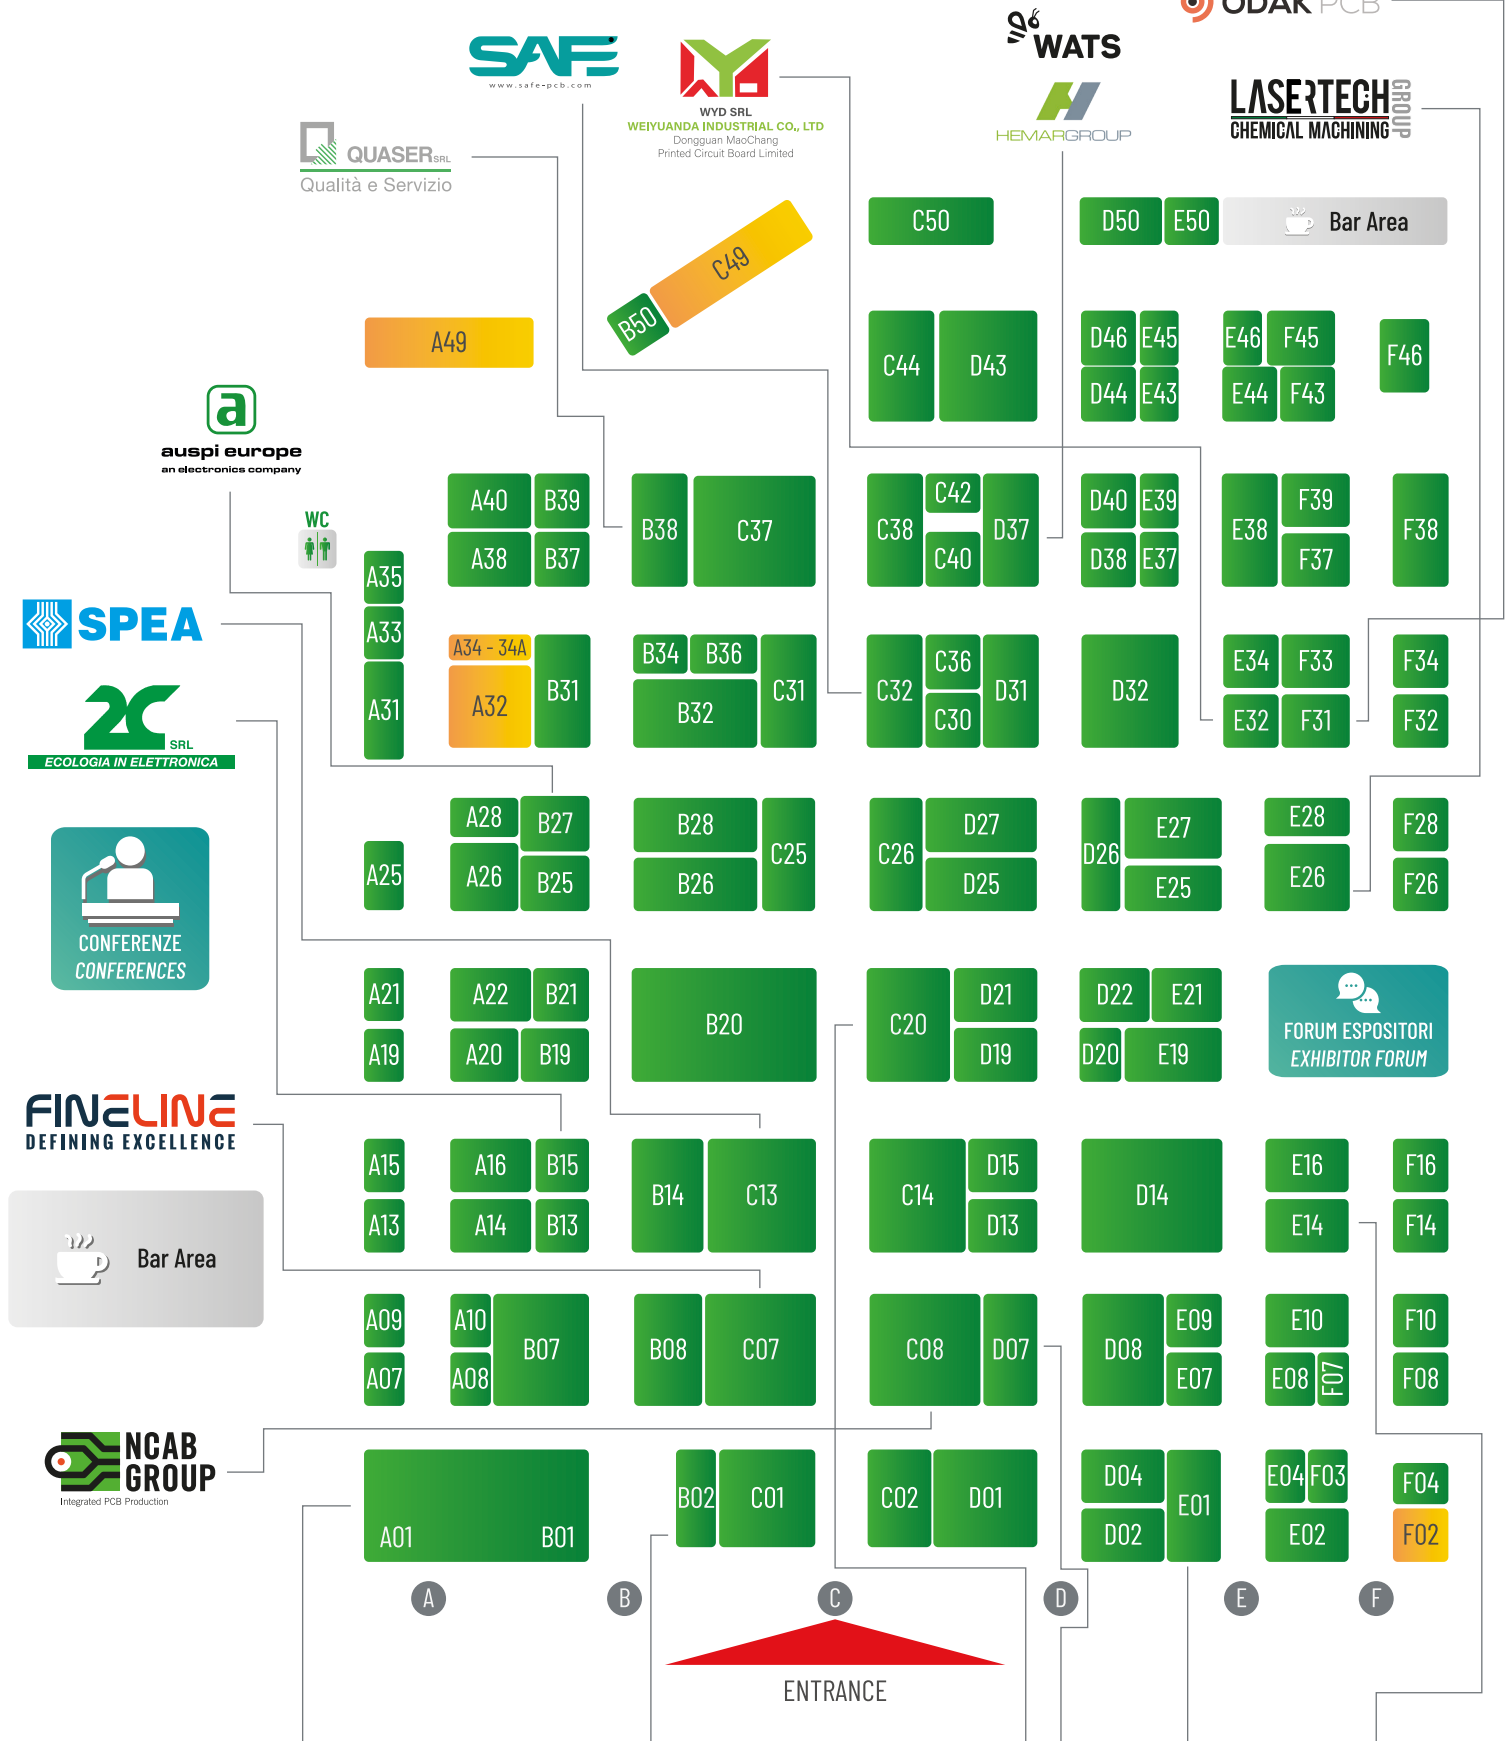 ODAK PCB
WATS
SAFE
www.safe-pcb.com
WYD SRL
WEIYUANDA INDUSTRIAL CO., LTD
Dongguan MaoChang
Printed Circuit Board Limited
HEMARGROUP
LASERTECH GROUP
CHEMICAL MACHINING
QUASER SRL
Qualità e Servizio
C50
D50 E50
Bar Area
C49
B50
A49
C44 D43
D46 E45
D44 E43
E46 F45
E44 F43
F46
a
auspi europe
an electronics company
WC
A40 B39
A38 B37
B38 C37
C38 C42 D37
C40
D40 E39
D38 E37
E38 F39
F37
F38
A35
A33
A31
SPEA
A34 - 34A
A32 B31
B34 B36 C31
B32
C32 C36 D31
C30
D32
E34 F33
E32 F31
F34
F32
2C
SRL
ECOLOGIA IN ELETTRONICA
A28 B27
A26 B25
A25
B28 C25
B26
C26 D27
D25
D26 E27
E25
E28
E26
F28
F26
CONFERENZE
CONFERENCES
A21
A19
A22 B21
A20 B19
B20
C20 D21
D19
D22 E21
D20 E19
FORUM ESPOSITORI
EXHIBITOR FORUM
FINELINE
DEFINING EXCELLENCE
A15
A13
A16 B15
A14 B13
B14 C13
C14 D15
D13
D14
E16
E14
F16
F14
Bar Area
A09
A07
A10 B07
A08
B08 C07
C08 D07
D08 E09
E07
E10
E08 F07
F10
F08
NCAB
GROUP
Integrated PCB Production
A01 B01
B02 C01
C02 D01
D04 E01
D02
E04 F03
E02
F04
F02
A B C D E F
ENTRANCE